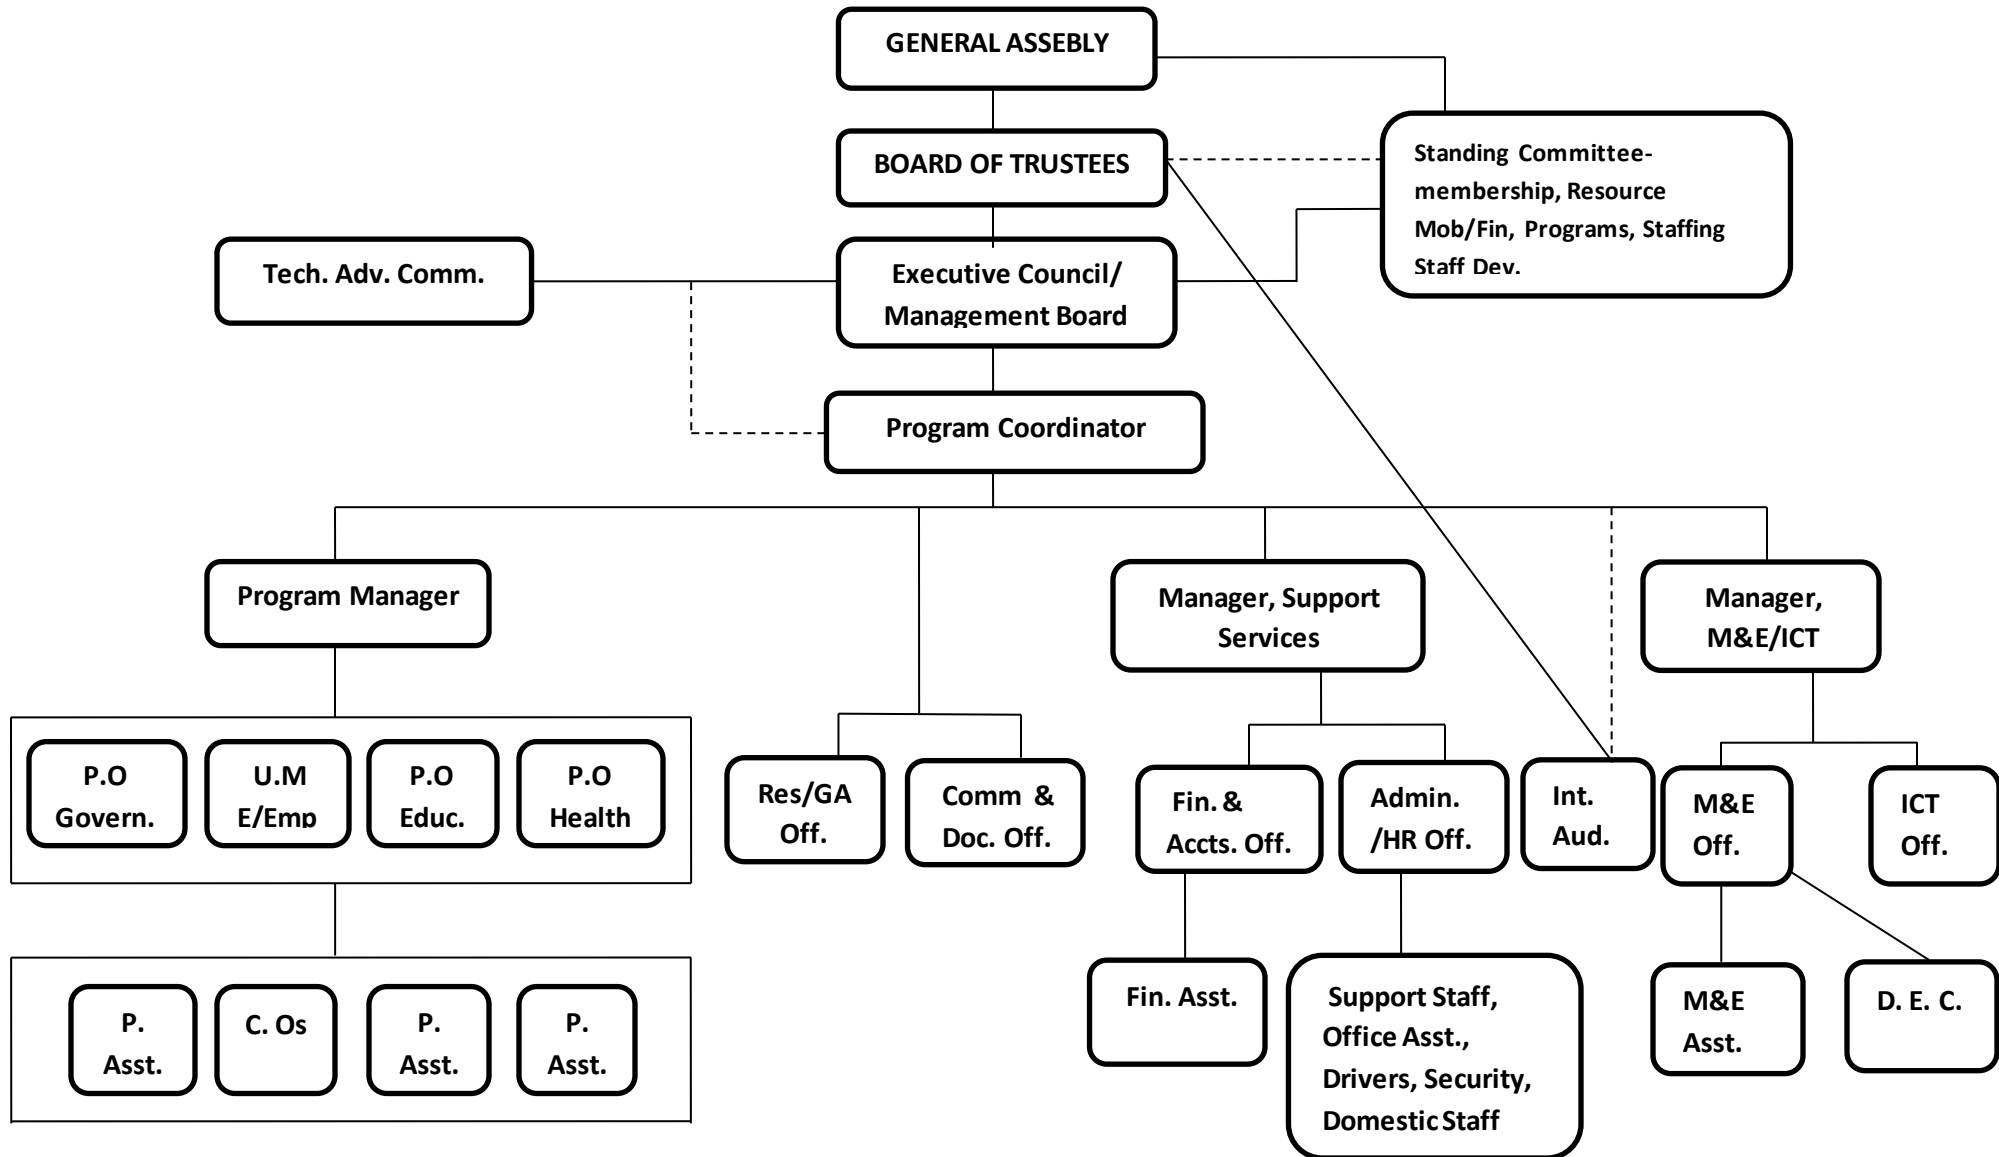 GENERAL ASSEBLY
BOARD OF TRUSTEES
Standing Committee-
membership, Resource
Mob/Fin, Programs, Staffing
Staff Dev.
Tech. Adv. Comm.
Executive Council/
Management Board
Program Coordinator
Program Manager
Manager, Support
Services
Manager,
M&E/ICT
P.O
Govern.
U.M
E/Emp
P.O
Educ.
P.O
Health
Res/GA
Off.
Comm &
Doc. Off.
Fin. &
Accts. Off.
Admin.
/HR Off.
Int.
Aud.
M&E
Off.
ICT
Off.
P.
Asst.
C. Os
P.
Asst.
P.
Asst.
Fin. Asst.
Support Staff,
Office Asst.,
Drivers, Security,
Domestic Staff
M&E
Asst.
D. E. C.